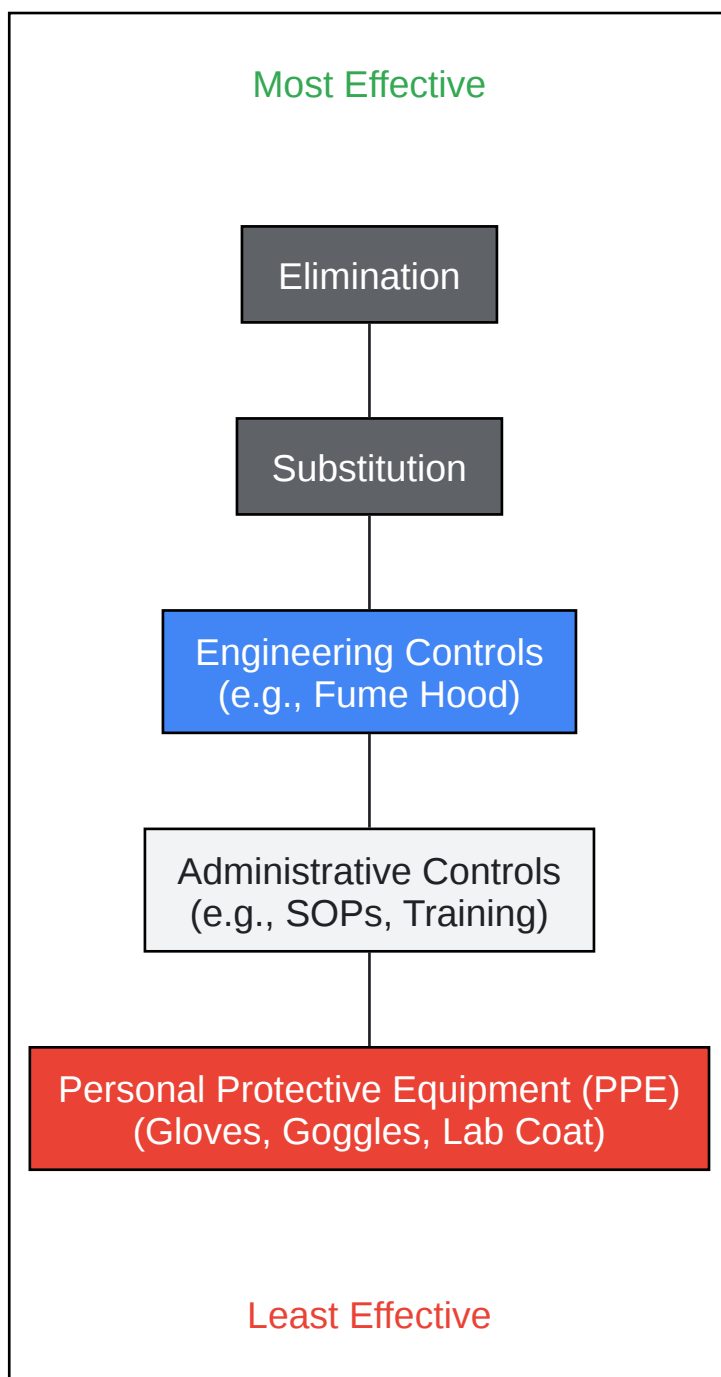 Most Effective
Elimination
Substitution
Engineering Controls
(e.g., Fume Hood)
Administrative Controls
(e.g., SOPs, Training)
Personal Protective Equipment (PPE)
(Gloves, Goggles, Lab Coat)
Least Effective